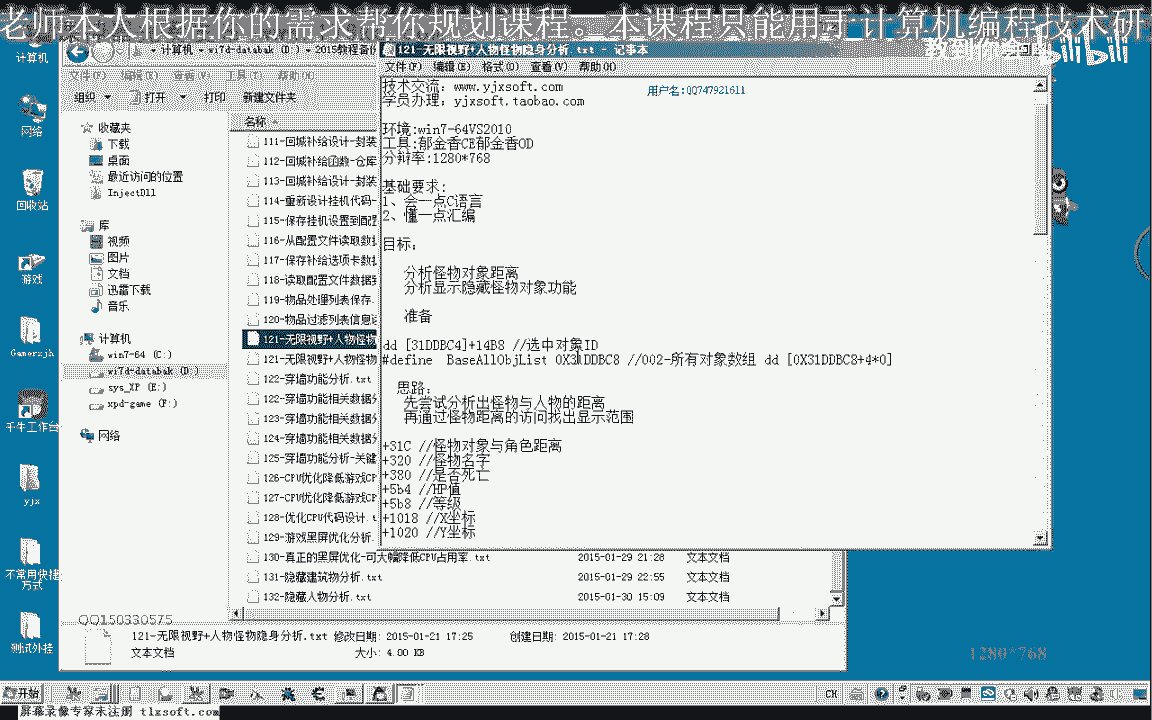 老师本人根据你的需求帮你规划课程。本课程只能用于计算机编程技术研
计算机 ▸ wi7d-databak (D:) ▸ 2015教程备份
文件(F) 编辑(E) 查看(V) 工具(T) 帮助(H)
组织 打开 打印 新建文件夹
名称
收藏夹
下载
桌面
最近访问的位置
InjectDll
库
视频
图片
文档
迅雷下载
音乐
计算机
win7-64 (C:)
wi7d-databak (D:)
sys_XP (E:)
xpd-game (F:)
网络
111-回城补给设计-封装
112-回城补给函数-仓库
113-回城补给设计-封装
114-重新设计挂机代码-
115-保存挂机设置到配置
116-从配置文件读取数据
117-保存补给选项卡数据
118-读取配置文件数据到
119-物品处理列表保存.
120-物品过滤列表信息
121-无限视野+人物怪物
121-无限视野+人物怪物
122-穿墙功能分析.txt
122-穿墙功能相关数据分
123-穿墙功能相关数据分
124-穿墙功能相关数据分
125-穿墙功能分析-关键
126-CPU优化降低游戏CP
127-CPU优化降低游戏CP
128-优化CPU代码设计.t
129-游戏黑屏优化分析.
130-真正的黑屏优化-可大幅降低CPU占用率.txt 2015-01-29 21:28 文本文档
131-隐藏建筑物分析.txt 2015-01-29 22:55 文本文档
132-隐藏人物分析.txt 2015-01-30 15:09 文本文档
121-无限视野+人物怪物隐身分析.txt 修改日期: 2015-01-21 17:25 创建日期: 2015-01-21 17:28
文本文档 大小: 4.00 KB
QQ150330575
121-无限视野+人物怪物隐身分析.txt - 记事本
文件(F) 编辑(E) 格式(O) 查看(V) 帮助(H)
技术交流: www.yjxsoft.com
用户名:QQ747921611
学员办理: yjxsoft.taobao.com
环境:win7-64VS2010
工具:郁金香CE郁金香OD
分辩率:1280*768
基础要求:
1、会一点C语言
2、懂一点汇编
目标:
分析怪物对象距离
分析显示隐藏怪物对象功能
准备
dd [31DDBC4]+14B8 //选中对象ID
#define BaseAllObjList 0X31DDBC8 //002-所有对象数组 dd [0X31DDBC8+4*0]
思路:
先尝试分析出怪物与人物的距离
再通过怪物距离的访问找出显示范围
+31C //怪物对象与角色距离
+320 //怪物名字
+380 //是否死亡
+5b4 //HP值
+5b8 //等级
+1018 //X坐标
+1020 //Y坐标
bilibili
计算机
网络
回收站
游戏
Gamerxjh
千牛工作台
yjx
不常用快捷方式
测试外挂
1280*768
开始
CH
屏幕录像专家未注册 tlxsoft.com